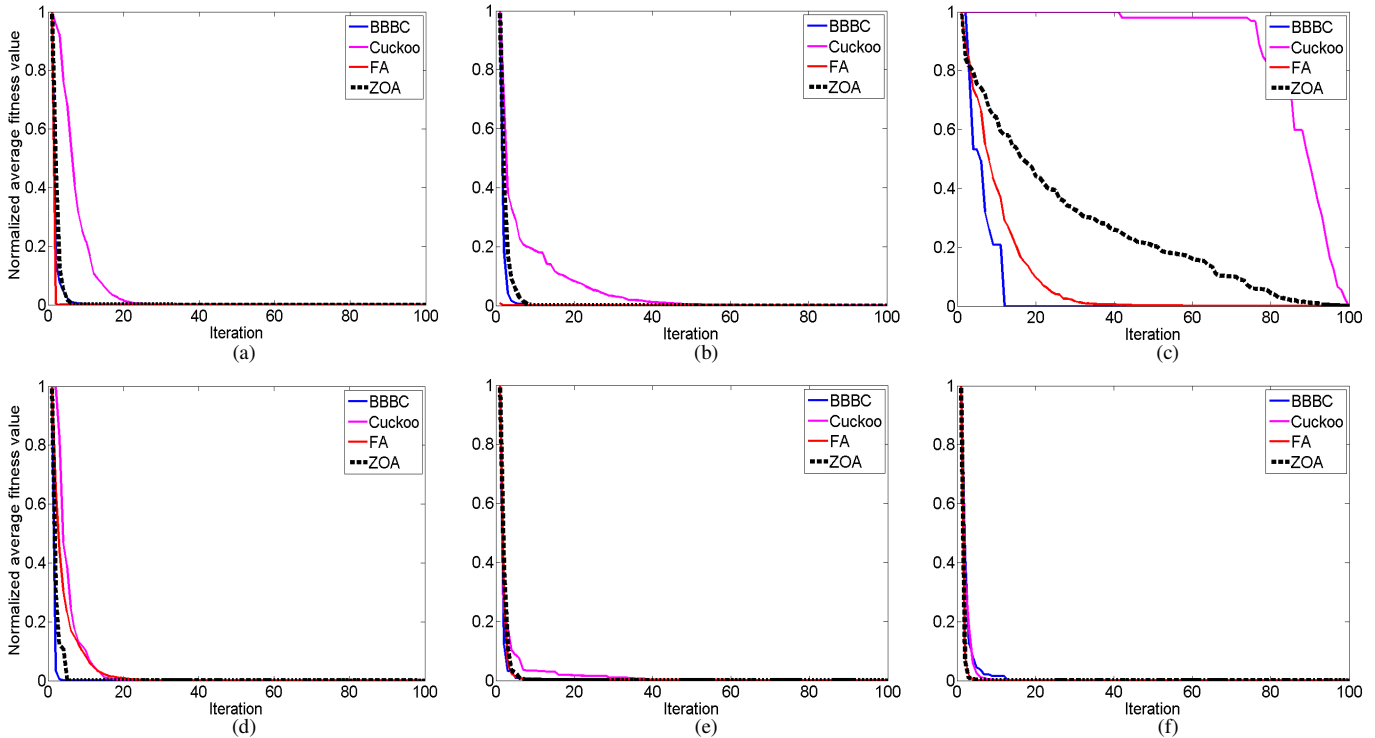 Normalized average fitness value
1
0.8
0.6
0.4
0.2
0
0 20 40 60 80 100
Iteration
BBBC
Cuckoo
FA
ZOA
(a)
1
0.8
0.6
0.4
0.2
0
0 20 40 60 80 100
Iteration
BBBC
Cuckoo
FA
ZOA
(b)
1
0.8
0.6
0.4
0.2
0
0 20 40 60 80 100
Iteration
BBBC
Cuckoo
FA
ZOA
(c)
Normalized average fitness value
1
0.8
0.6
0.4
0.2
0
0 20 40 60 80 100
Iteration
BBBC
Cuckoo
FA
ZOA
(d)
1
0.8
0.6
0.4
0.2
0
0 20 40 60 80 100
Iteration
BBBC
Cuckoo
FA
ZOA
(e)
1
0.8
0.6
0.4
0.2
0
0 20 40 60 80 100
Iteration
BBBC
Cuckoo
FA
ZOA
(f)